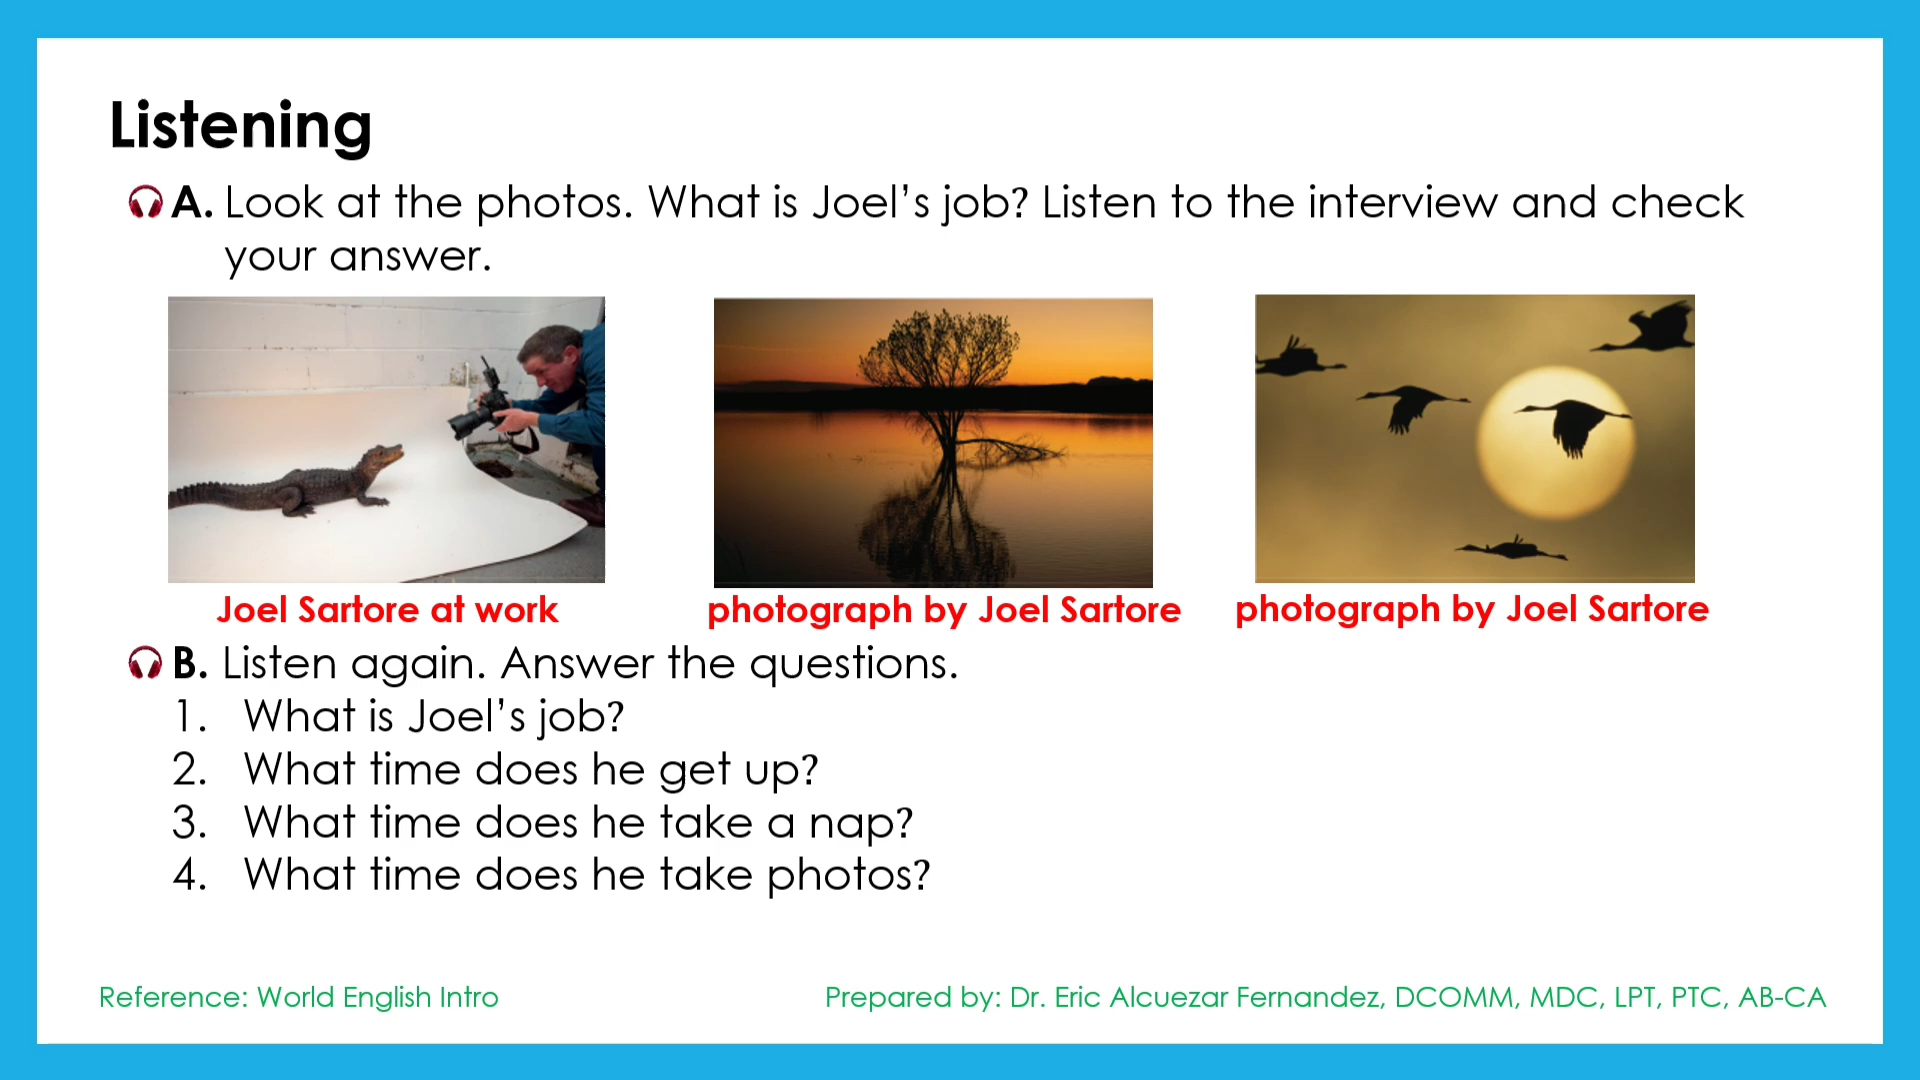 Listening
A. Look at the photos. What is Joel’s job? Listen to the interview and check
your answer.
Joel Sartore at work
photograph by Joel Sartore
photograph by Joel Sartore
B. Listen again. Answer the questions.
1. What is Joel’s job?
2. What time does he get up?
3. What time does he take a nap?
4. What time does he take photos?
Reference: World English Intro
Prepared by: Dr. Eric Alcuezar Fernandez, DCOMM, MDC, LPT, PTC, AB-CA